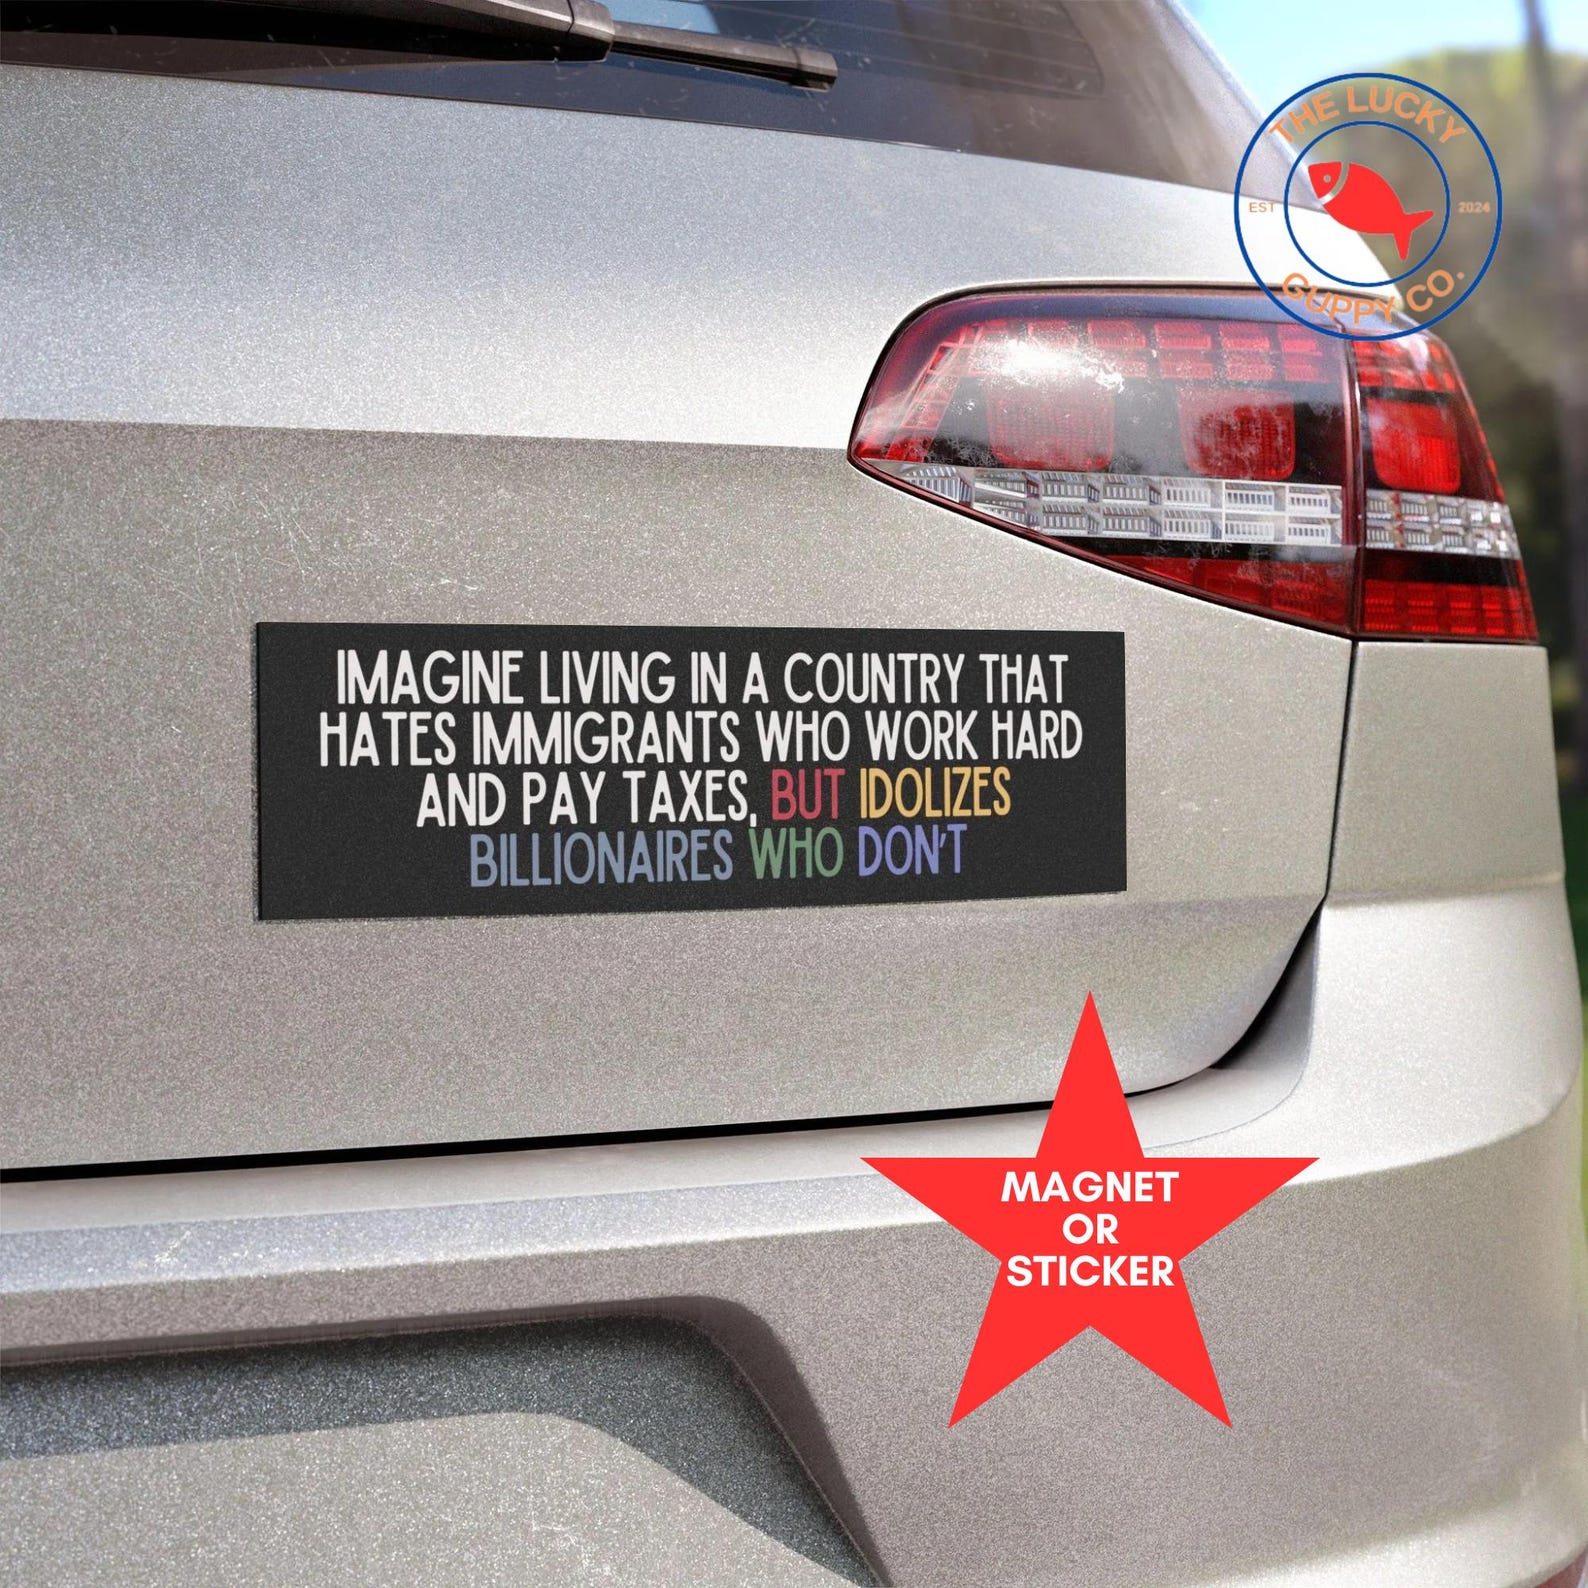 THE LUCKY
EST 2024
GUPPY CO.
IMAGINE LIVING IN A COUNTRY THAT
HATES IMMIGRANTS WHO WORK HARD
AND PAY TAXES, BUT IDOLIZES
BILLIONAIRES WHO DON'T
MAGNET
OR
STICKER